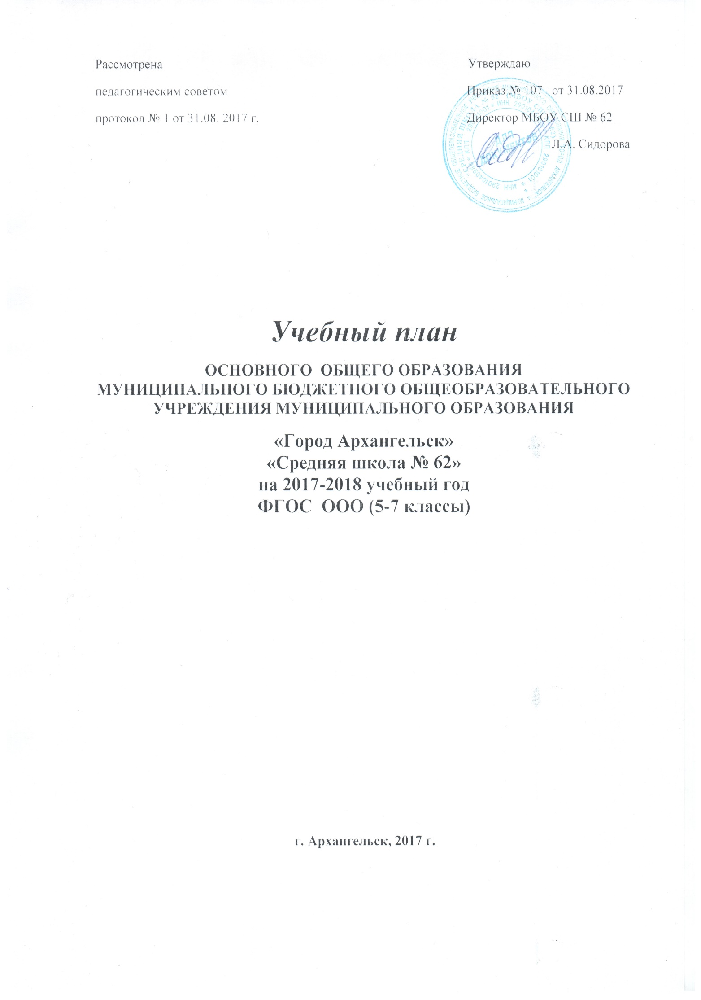 Рассмотрена
педагогическим советом
протокол № 1 от 31.08. 2017 г.
Утверждаю
Приказ № 107 от 31.08.2017
Директор МБОУ СШ № 62
Л.А. Сидорова
Учебный план
ОСНОВНОГО ОБЩЕГО ОБРАЗОВАНИЯ
МУНИЦИПАЛЬНОГО БЮДЖЕТНОГО ОБЩЕОБРАЗОВАТЕЛЬНОГО
УЧРЕЖДЕНИЯ МУНИЦИПАЛЬНОГО ОБРАЗОВАНИЯ
«Город Архангельск»
«Средняя школа № 62»
на 2017-2018 учебный год
ФГОС ООО (5-7 классы)
г. Архангельск, 2017 г.